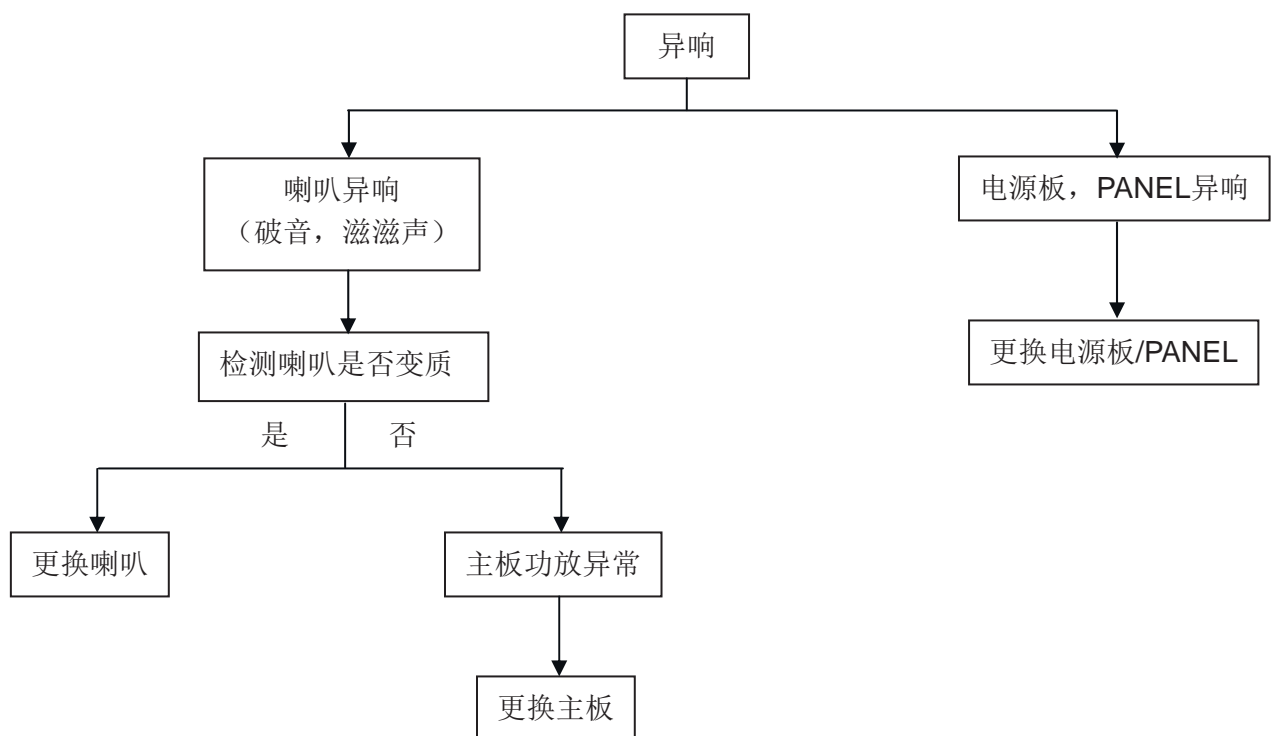 异响
喇叭异响
（破音，滋滋声）
电源板，PANEL异响
检测喇叭是否变质
更换电源板/PANEL
是
否
更换喇叭
主板功放异常
更换主板